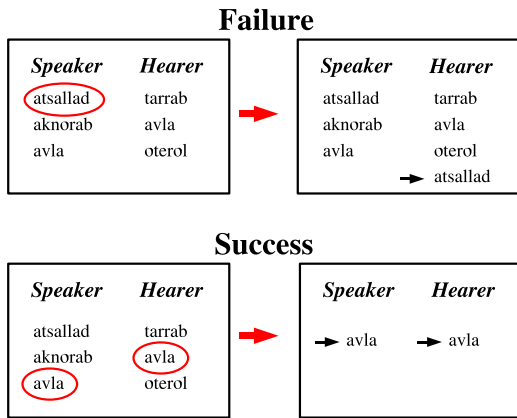 Failure
Speaker Hearer
atsallad tarrab
aknorab avla
avla oterol
Speaker Hearer
atsallad tarrab
aknorab avla
avla oterol
atsallad
Success
Speaker Hearer
atsallad tarrab
aknorab avla
avla oterol
Speaker Hearer
avla avla